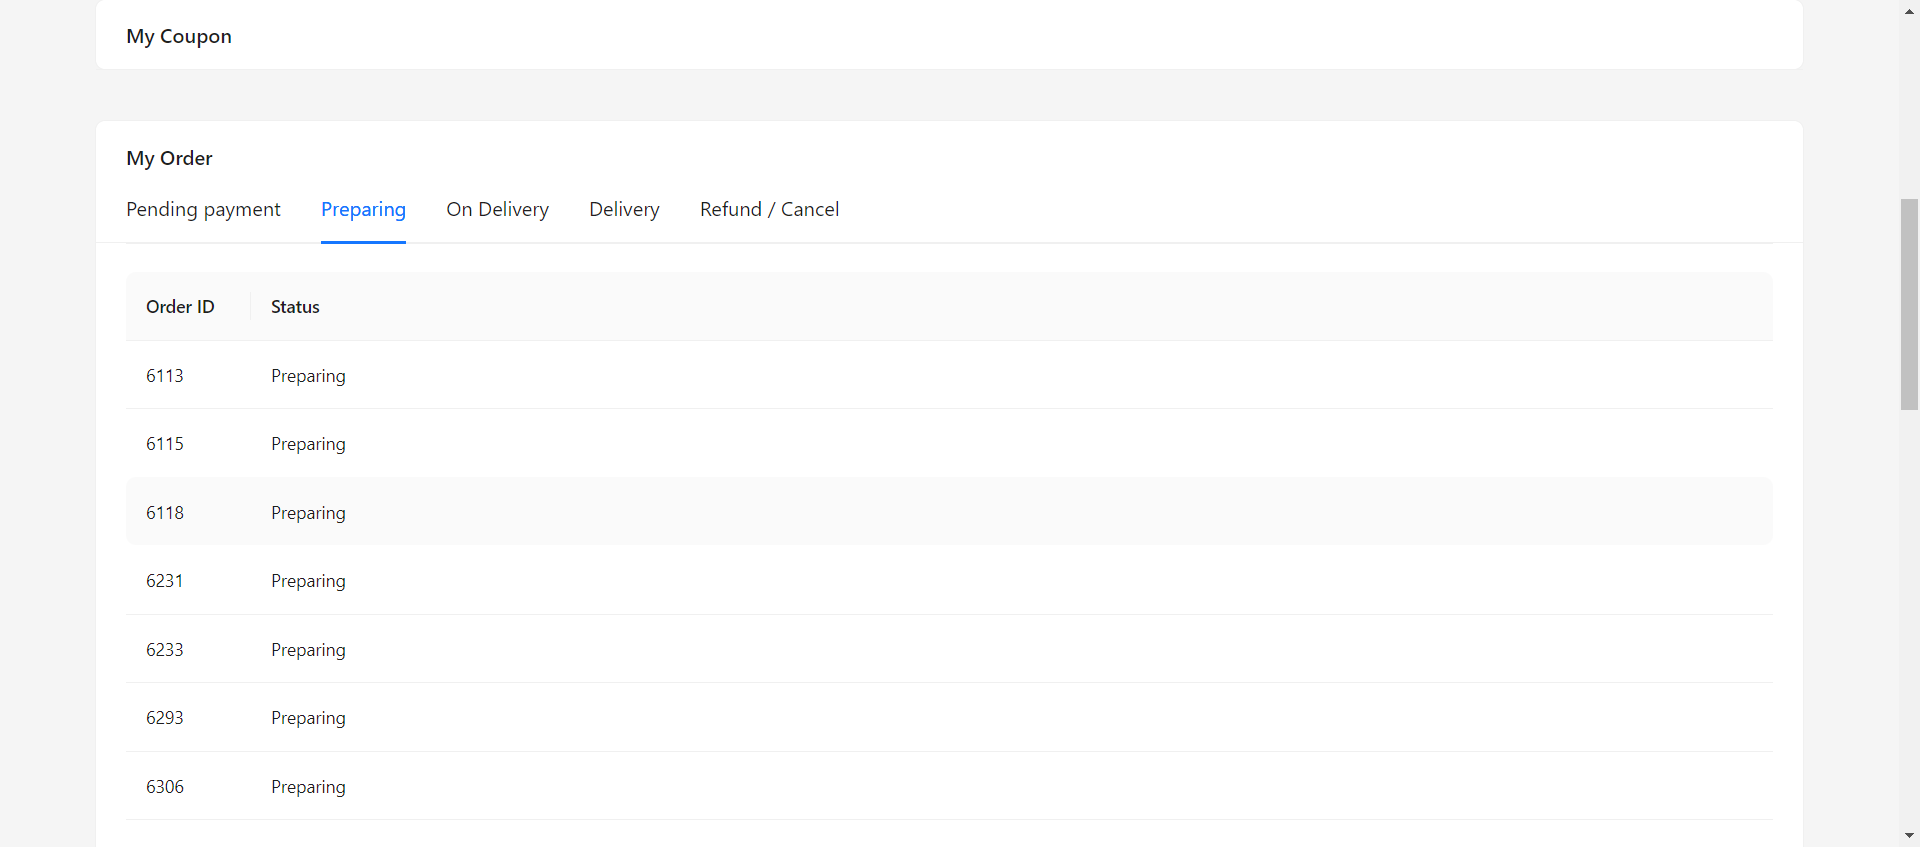 My Coupon
My Order
Pending payment Preparing On Delivery Delivery Refund / Cancel
Order ID Status
6113 Preparing
6115 Preparing
6118 Preparing
6231 Preparing
6233 Preparing
6293 Preparing
6306 Preparing